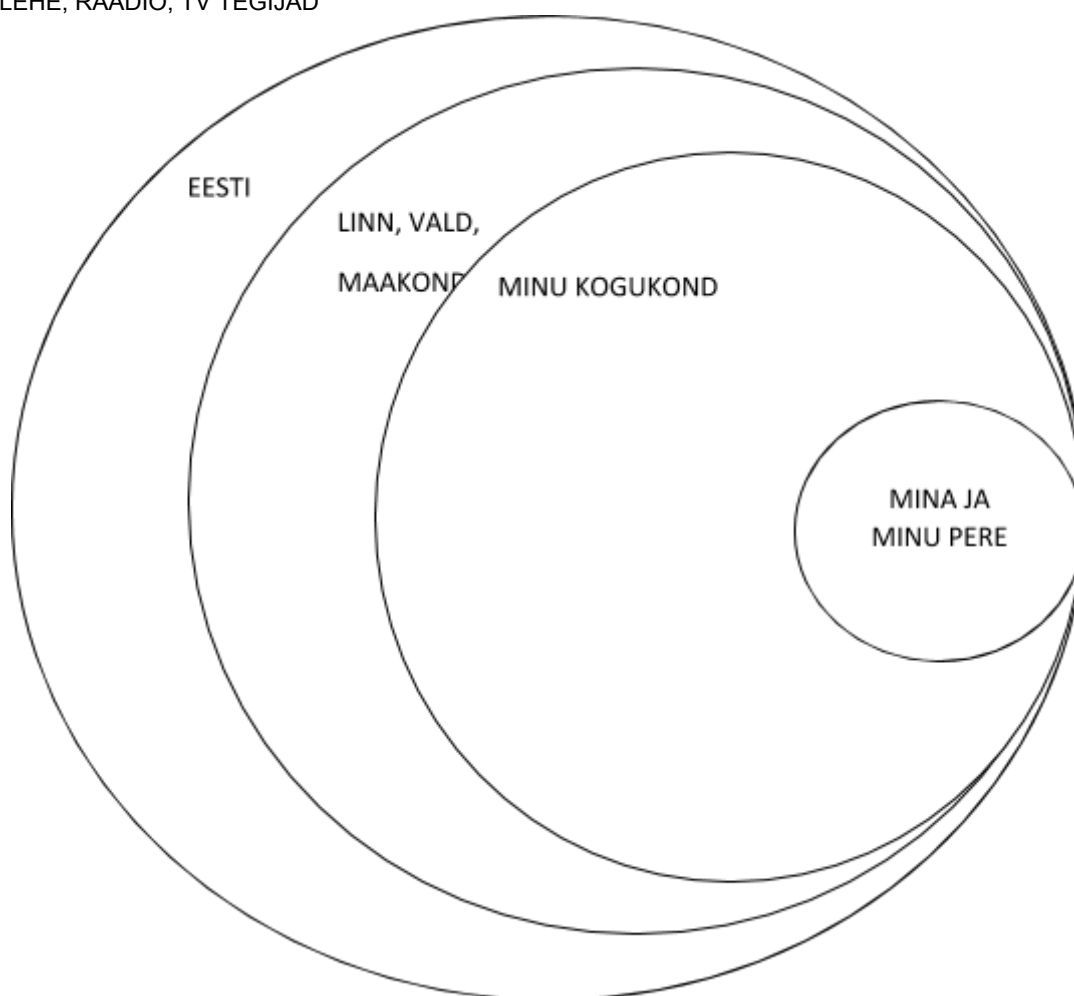 LEHE, RAADIO, TV TEGIJAD
EESTI
LINN, VALD,
MAAKOND
MINU KOGUKOND
MINA JA
MINU PERE